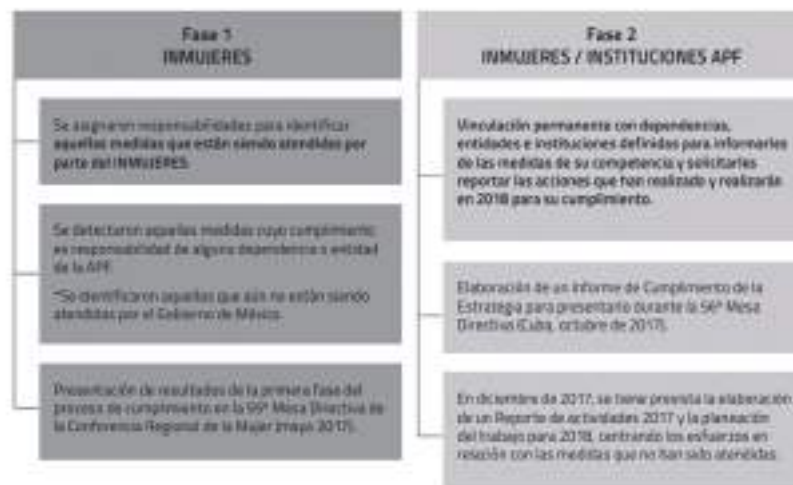 Fase 1
INMUJERES
Se asignaron responsabilidades para identificar
aquellas medidas que están siendo atendidas por
parte del INMUJERES.
Se detectaron aquellas medidas cuyo cumplimiento
es responsabilidad de alguna dependencia o entidad
de la APF.
*Se identificaron aquellas que aún no están siendo
atendidas por el Gobierno de México.
Presentación de resultados de la primera fase del
proceso de cumplimiento en la Mesa Directiva de
la Conferencia Regional de la Mujer (mayo 2017).
Fase 2
INMUJERES / INSTITUCIONES APF
Vinculación permanente con dependencias,
entidades e instituciones definidas para informarles
de las medidas de su competencia y solicitarles
reportar las acciones que han realizado y realizarán
en 2018 para su cumplimiento.
Elaboración de un Informe de Cumplimiento de la
Estrategia para presentarlo durante la 56ª Mesa
Directiva (Cuba, octubre de 2017).
En diciembre de 2017, se tiene prevista la elaboración
de un Reporte de actividades 2017 y la planeación
del trabajo para 2018, centrando los esfuerzos en
relación con las medidas que no han sido atendidas.